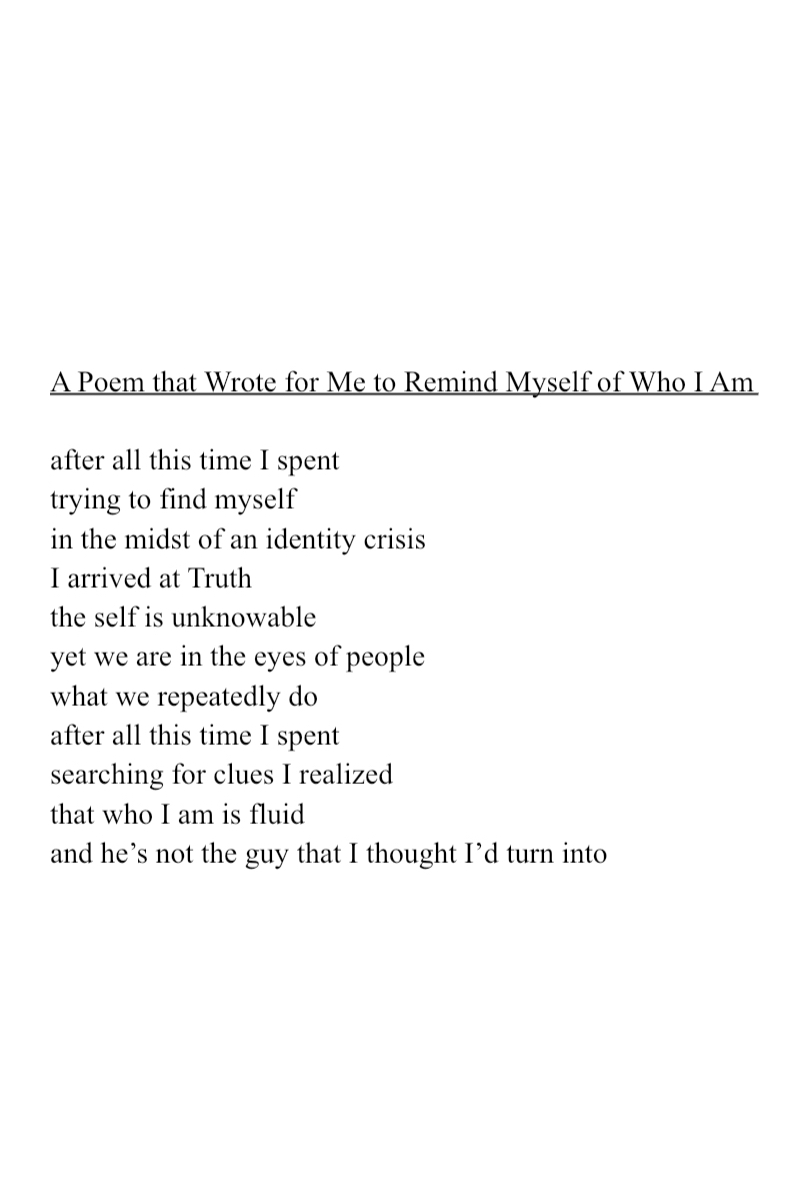 A Poem that Wrote for Me to Remind Myself of Who I Am
after all this time I spent
trying to find myself
in the midst of an identity crisis
I arrived at Truth
the self is unknowable
yet we are in the eyes of people
what we repeatedly do
after all this time I spent
searching for clues I realized
that who I am is fluid
and he’s not the guy that I thought I’d turn into